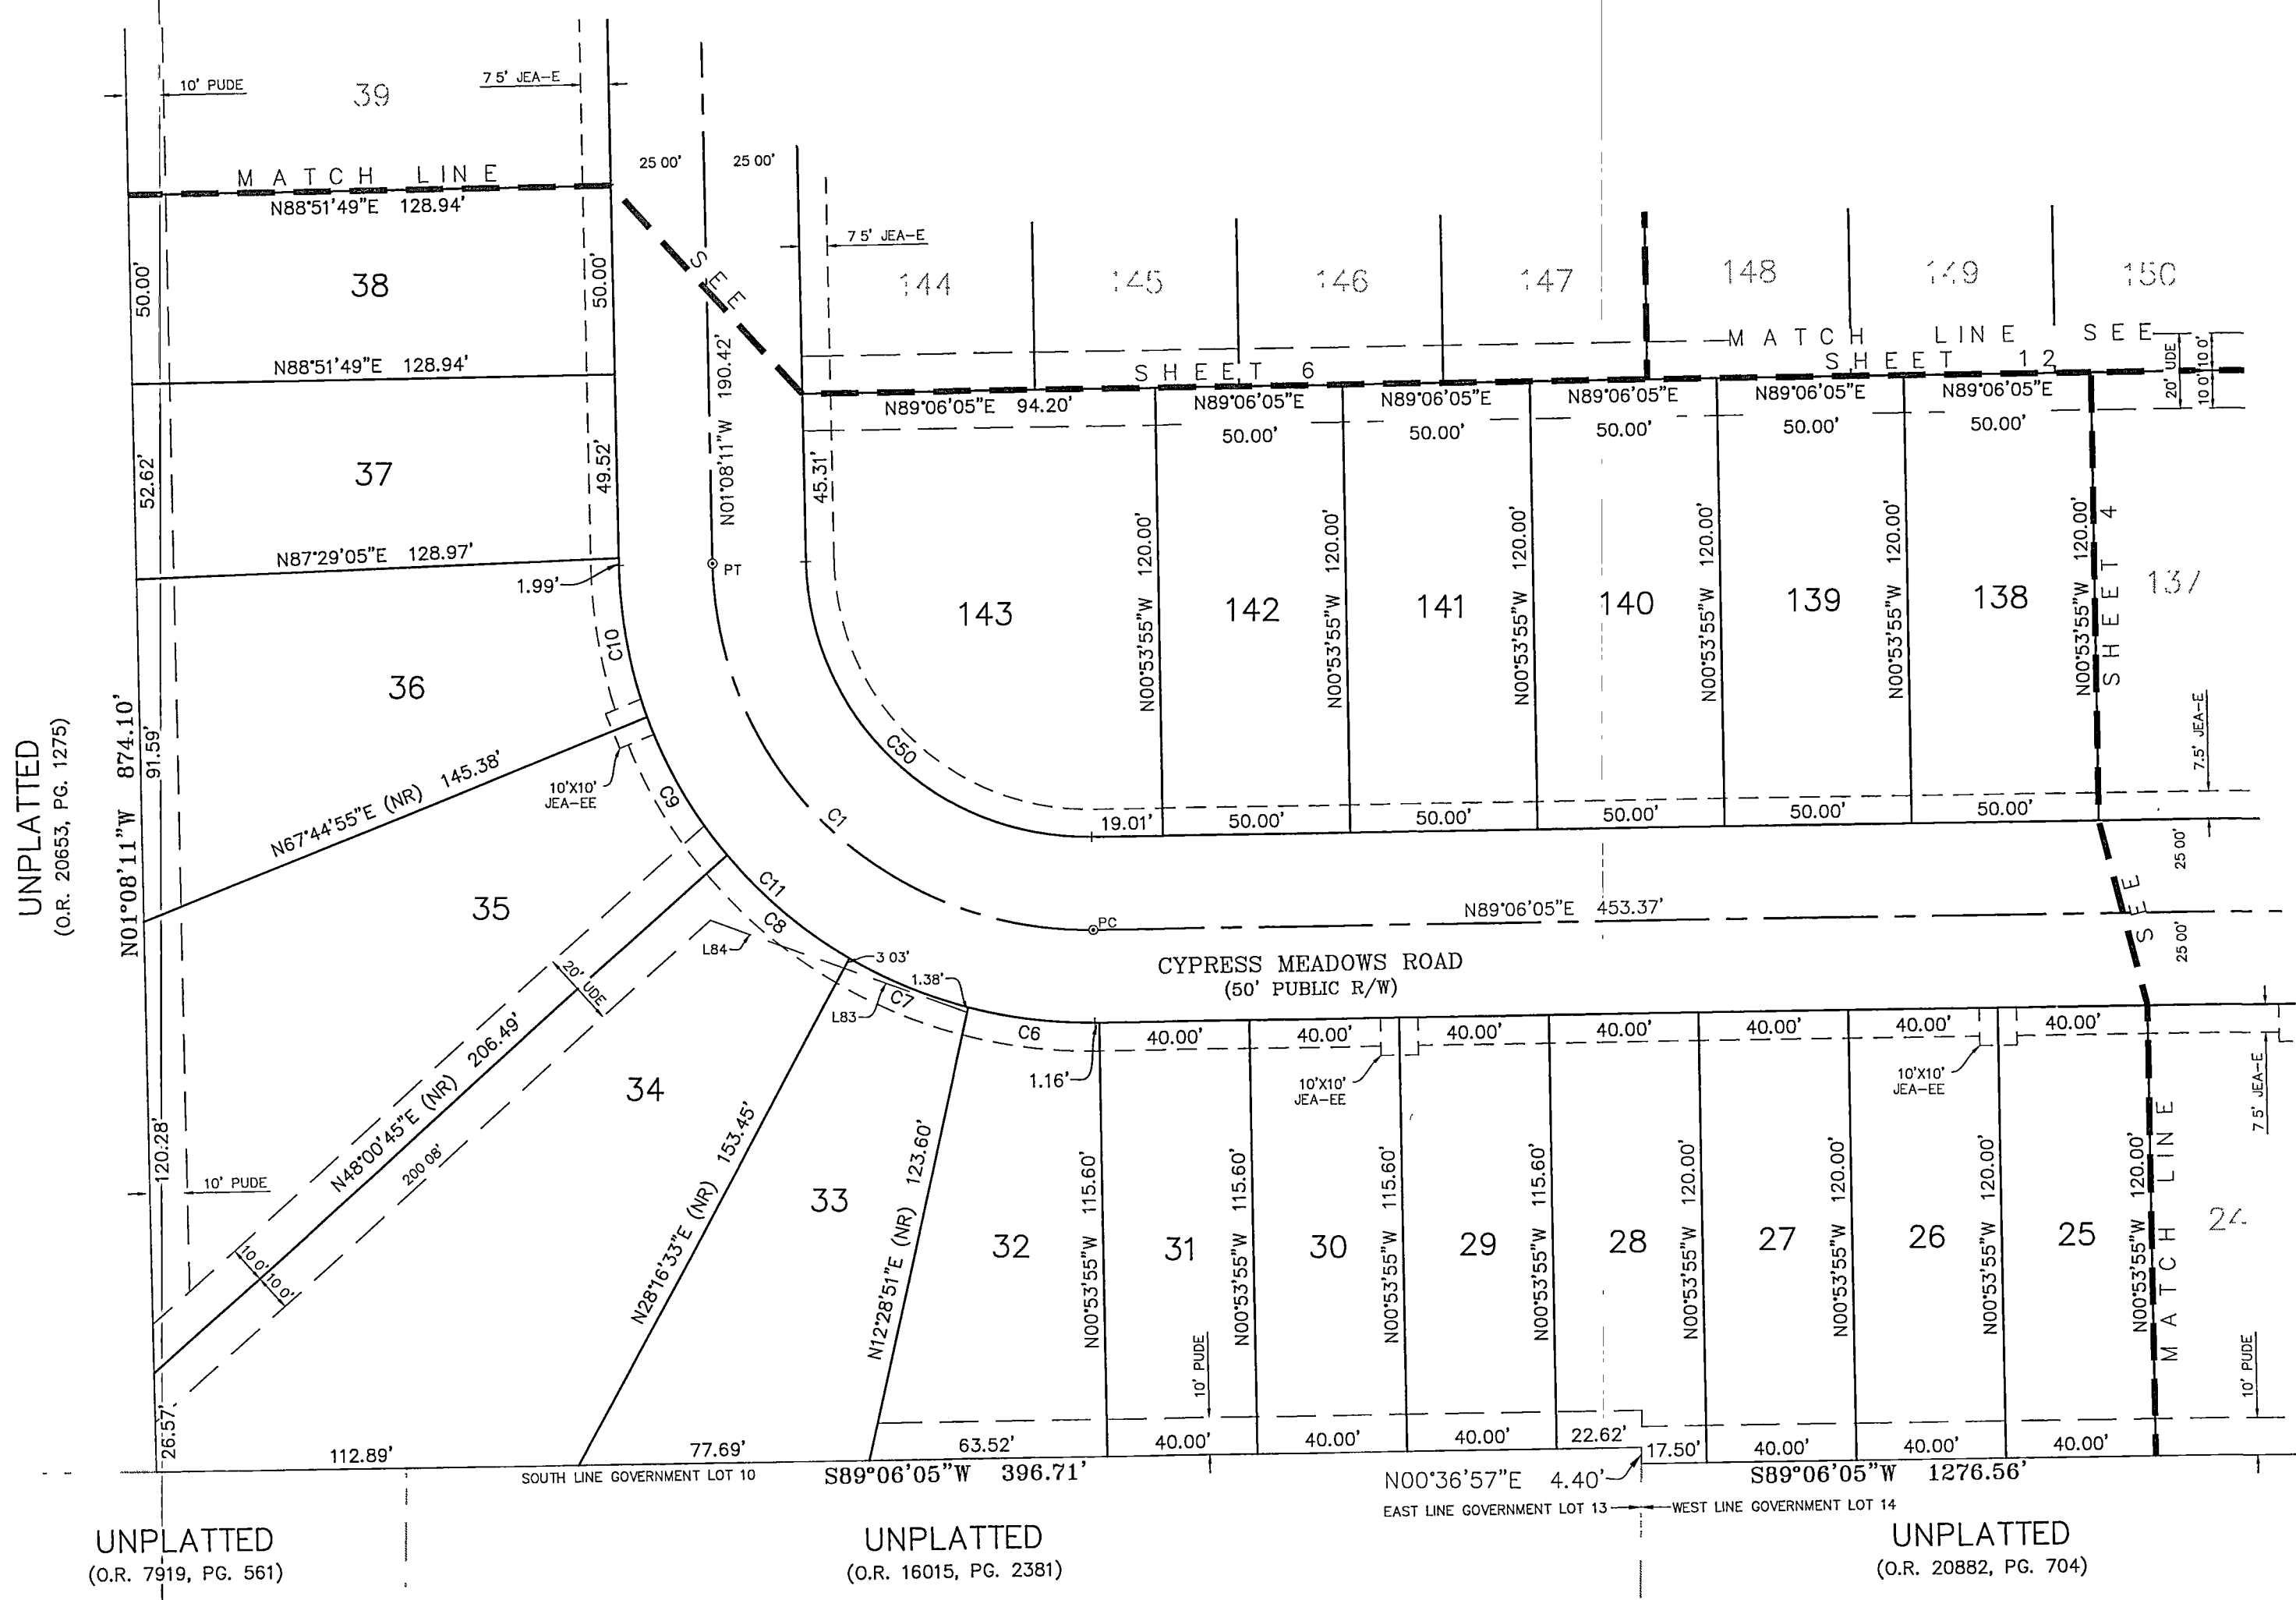 39
10' PUDE
7 5' JEA-E
MATCH LINE
N88°51'49"E 128.94'
25 00'
25 00'
SEE
7 5' JEA-E
50.00'
38
50.00'
N88°51'49"E 128.94'
144
145
146
147
148
149
150
MATCH LINE SEE
SHEET 6
SHEET 12
20' UDE
10 0'
10 0'
N89°06'05"E 94.20'
N89°06'05"E
N89°06'05"E
N89°06'05"E
N89°06'05"E
N89°06'05"E
50.00'
50.00'
50.00'
50.00'
50.00'
52.62'
37
49.52'
N01°08'11"W 190.42'
45.31'
N87°29'05"E 128.97'
1.99'
PT
C10
36
143
N00°53'55"W 120.00'
142
N00°53'55"W 120.00'
141
N00°53'55"W 120.00'
140
N00°53'55"W 120.00'
139
N00°53'55"W 120.00'
138
N00°53'55"W 120.00'
SHEET 4
137
7.5' JEA-E
UNPLATTED
(O.R. 20653, PG. 1275)
N01°08'11"W 874.10'
91.59'
N67°44'55"E (NR) 145.38'
10'X10'
JEA-EE
C9
C50
C1
19.01'
50.00'
50.00'
50.00'
50.00'
50.00'
25 00'
SEE
25 00'
35
C11
C8
L84
PC
N89°06'05"E 453.37'
CYPRESS MEADOWS ROAD
(50' PUBLIC R/W)
20' UDE
3 03'
1.38'
C7
L83
C6
1.16'
40.00'
40.00'
40.00'
40.00'
40.00'
40.00'
40.00'
10'X10'
JEA-EE
10'X10'
JEA-EE
7 5' JEA-E
120.28'
10' PUDE
N48°00'45"E (NR) 206.49'
200 08'
10 0'
10 0'
34
N28°16'33"E (NR) 153.45'
33
N12°28'51"E (NR) 123.60'
32
N00°53'55"W 115.60'
31
N00°53'55"W 115.60'
30
N00°53'55"W 115.60'
29
N00°53'55"W 115.60'
28
N00°53'55"W 120.00'
27
N00°53'55"W 120.00'
26
N00°53'55"W 120.00'
25
N00°53'55"W 120.00'
MATCH LINE
24
10' PUDE
10' PUDE
26.57'
112.89'
77.69'
63.52'
40.00'
40.00'
40.00'
22.62'
17.50'
40.00'
40.00'
40.00'
SOUTH LINE GOVERNMENT LOT 10
S89°06'05"W 396.71'
N00°36'57"E 4.40'
S89°06'05"W 1276.56'
EAST LINE GOVERNMENT LOT 13
WEST LINE GOVERNMENT LOT 14
UNPLATTED
(O.R. 7919, PG. 561)
UNPLATTED
(O.R. 16015, PG. 2381)
UNPLATTED
(O.R. 20882, PG. 704)